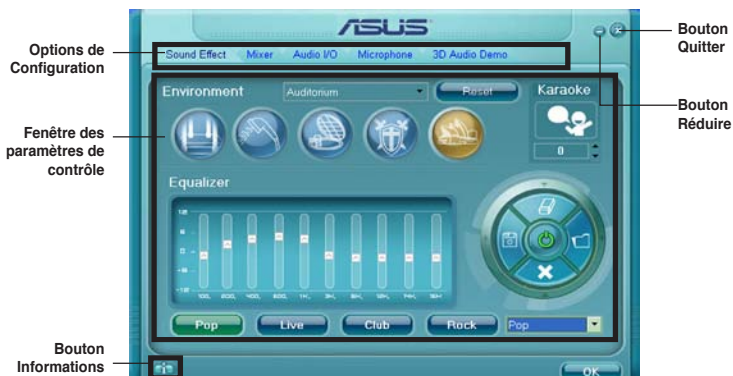 ASUS
Bouton
Quitter
Options de
Configuration
Sound Effect Mixer Audio I/O Microphone 3D Audio Demo
Environment Auditorium Reset Karaoke
Bouton
Réduire
Fenêtre des
paramètres de
contrôle
0
Equalizer
Pop Live Club Rock Pop
Bouton
Informations
OK